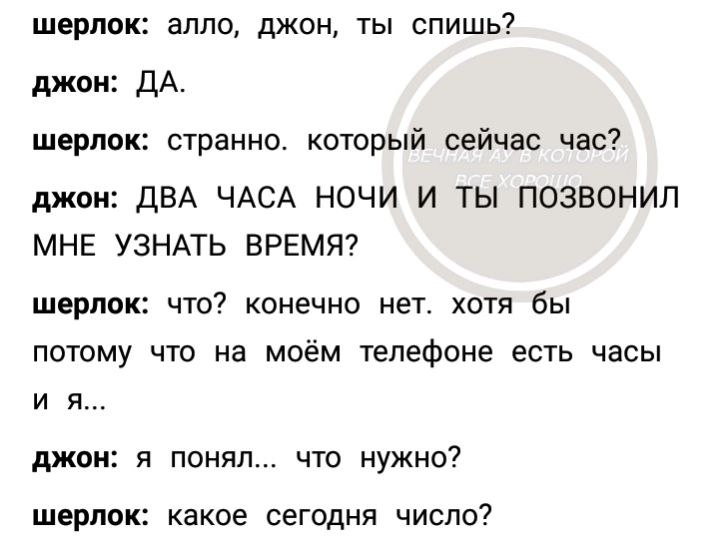 шерлок: алло, джон, ты спишь?
джон: ДА.
шерлок: странно. который сейчас час?
ВЕЧНАЯ АУ В КОТОРОЙ
ВСЕ ХОРОШО
джон: ДВА ЧАСА НОЧИ И ТЫ ПОЗВОНИЛ
МНЕ УЗНАТЬ ВРЕМЯ?
шерлок: что? конечно нет. хотя бы
потому что на моём телефоне есть часы
и я...
джон: я понял... что нужно?
шерлок: какое сегодня число?